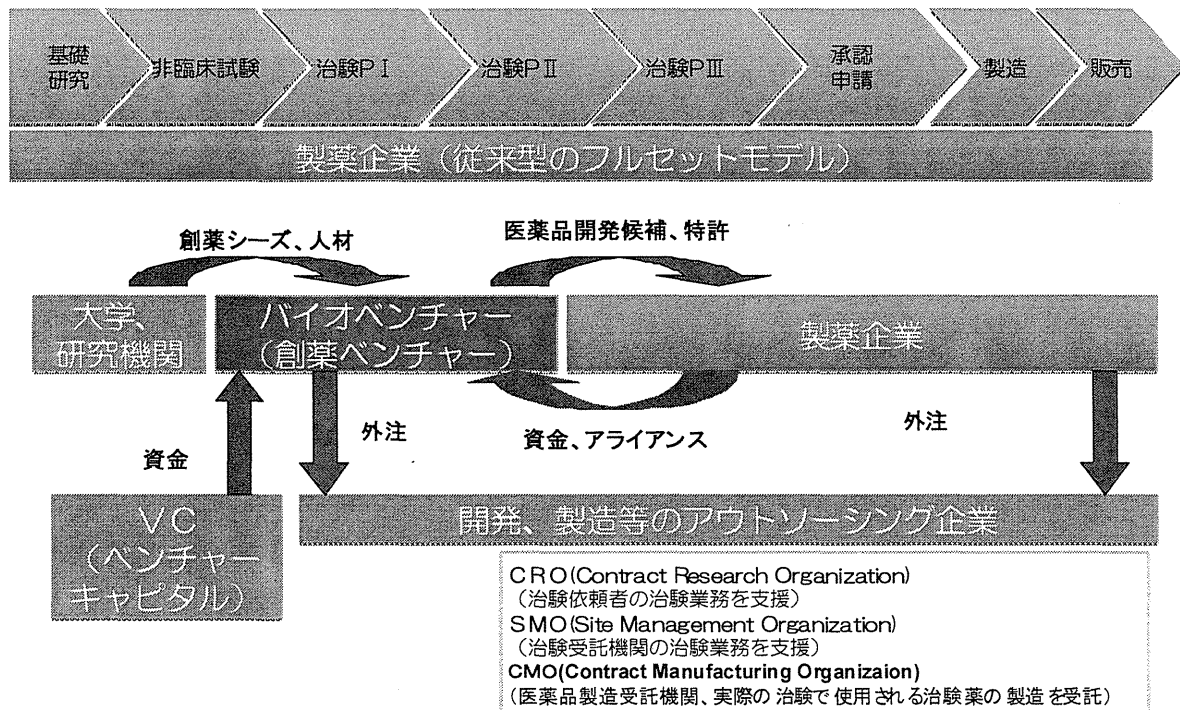 基礎
研究
非臨床試験
治験PⅠ
治験PⅡ
治験PⅢ
承認
申請
製造
販売
製薬企業(従来型のフルセットモデル)
創薬シーズ、人材
医薬品開発候補、特許
大学、
研究機関
バイオベンチャー
(創薬ベンチャー)
製薬企業
資金
外注
資金、アライアンス
外注
VC
(ベンチャー
キャピタル)
開発、製造等のアウトソーシング企業
CRO(Contract Research Organization)
(治験依頼者の治験業務を支援)
SMO(Site Management Organization)
(治験受託機関の治験業務を支援)
CMO(Contract Manufacturing Organizaion)
(医薬品製造受託機関、実際の治験で使用される治験薬の製造を受託)